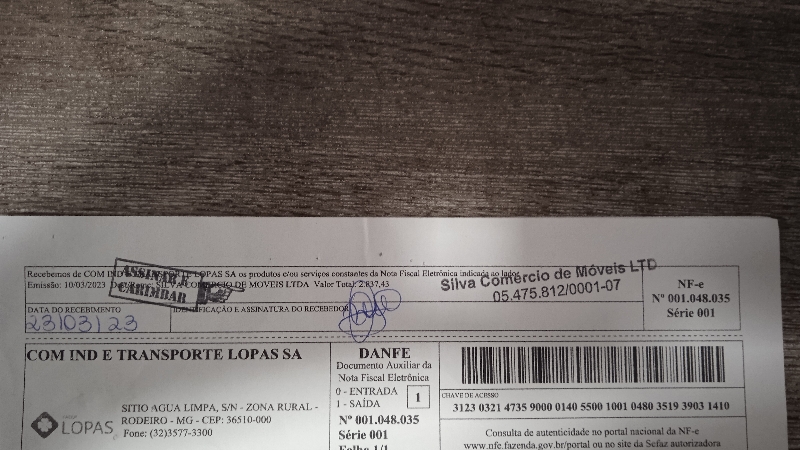 Recebemos de COM IND E TRANSPORTE LOPAS SA os produtos e/ou serviços constantes da Nota Fiscal Eletrônica indicada ao lado
Emissão: 10/03/2023 Dest/Rem: SILVA COMERCIO DE MOVEIS LTDA Valor Total: 2.837,43
ASSINAR E
CARIMBAR
Silva Comércio de Móveis LTD
05.475.812/0001-07
NF-e
Nº 001.048.035
Série 001
DATA DO RECEBIMENTO
23/03/23
IDENTIFICAÇÃO E ASSINATURA DO RECEBEDOR
COM IND E TRANSPORTE LOPAS SA
LOPAS
SITIO AGUA LIMPA, S/N - ZONA RURAL -
RODEIRO - MG - CEP: 36510-000
Fone: (32)3577-3300
DANFE
Documento Auxiliar da
Nota Fiscal Eletrônica
0 - ENTRADA
1 - SAÍDA
1
Nº 001.048.035
Série 001
Folha 1/1
CHAVE DE ACESSO
3123 0321 4735 9000 0140 5500 1001 0480 3519 3903 1410
Consulta de autenticidade no portal nacional da NF-e
www.nfe.fazenda.gov.br/portal ou no site da Sefaz autorizadora